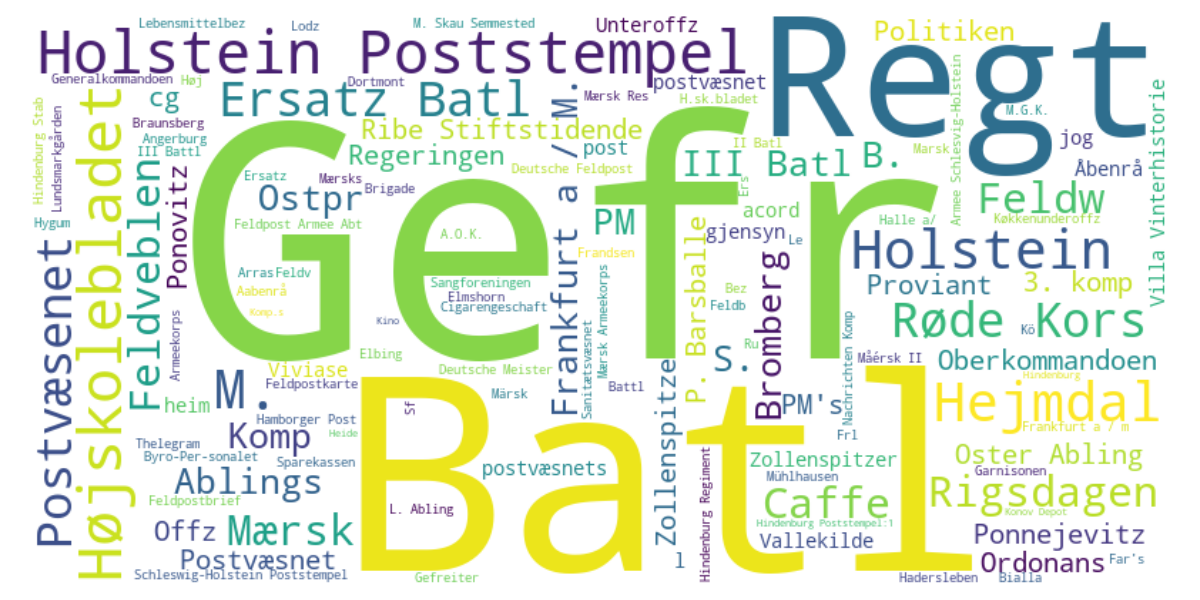 Lebensmittelbez
Lodz
M. Skau Semmested
Unteroffz
Politiken
Regt
Holstein
Poststempel
Generalkommandoen
Høj
Dortmont
postvæsnet
Armee Schlesvig-Holstein
Villa Vinterhistorie
Hindenburg Stab
Lundsmarkgården
Højskolebladet
cg
Ersatz Batl
Frankfurt a /M.
Mærsk Res
H.sk.bladet
M.G.K.
Braunsberg
Angerburg
III Battl
Ribe Stiftstidende
post
II Batl
jog
Marsk
Regeringen
Deutsche Feldpost
III Batl
B.
Åbenrå
Feldveblen
Ponovitz
Gefr
Ersatz
Mærsks
Brigade
Ostpr
Ers
Feldw
Hygum
Feldpost Armee Abt
A.O.K.
PM
acord
Halle a/
Køkkenunderoffz
gjensyn
Le
Holstein
Postvæsenet
Frandsen
P. Barsballe
Bromberg
Arras
Feldv
Aabenrå
Komp.s
Sangforeningen
Elmshorn
Cigarengeschaft
Mærsk Armeekorps
Bez
Feldb
Proviant
3. komp
Armeekorps
Kino
Sanitætsvæsnet
Nachrichten Komp
Røde Kors
Kö
Elbing
Ru
S.
Måérsk II
Oberkommandoen
Viviase
Deutsche Meister
Zollenspitze
Hindenburg
M.
Feldpostkarte
Battl
Märsk
heim
Sf
PM's
Hejmdal
Hamborger Post
Heide
Frl
Frankfurt a 7 m
Komp
Thelegram
Byro-Per-sonalet
Sparekassen
Batl
postvæsnets
Hindenburg Regiment
Zollenspitzer
Oster Abling
Garnisonen
Mühlhausen
Ablings
Feldpostbrief
L. Abling
Caffe
Rigsdagen
Konov Depot
Hindenburg Poststempel:1
Offz
Mærsk
Vallekilde
Ponnejevitz
Postvæsnet
l
Ordonans
Far's
Schleswig-Holstein Poststempel
Gefreiter
Hadersleben
Bialla